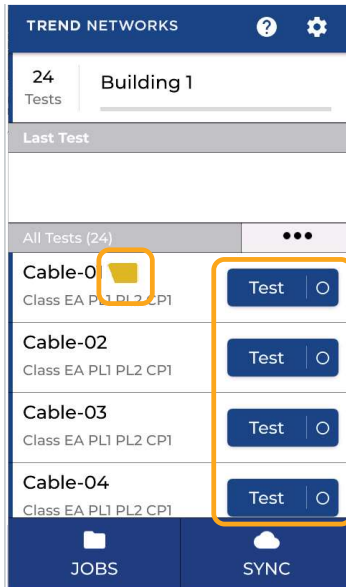 TREND NETWORKS
24
Tests
Building 1
Last Test
All Tests (24)
Cable-01
Class EA PL1 PL2 CP1
Test
Cable-02
Class EA PL1 PL2 CP1
Test
Cable-03
Class EA PL1 PL2 CP1
Test
Cable-04
Class EA PL1 PL2 CP1
Test
JOBS
SYNC